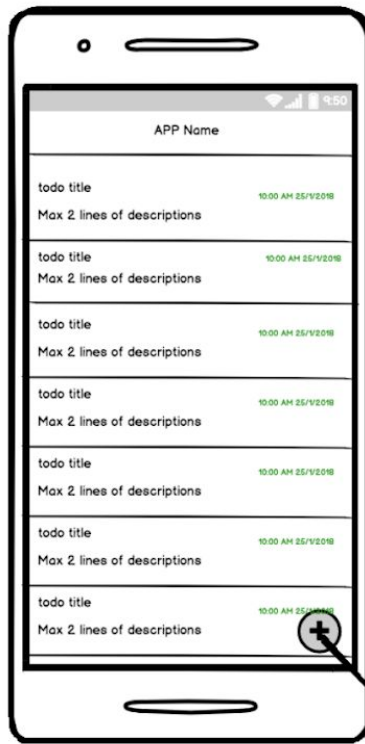 9:50
APP Name
todo title
10:00 AM 25/1/2018
Max 2 lines of descriptions
todo title
10:00 AM 25/1/2018
Max 2 lines of descriptions
todo title
10:00 AM 25/1/2018
Max 2 lines of descriptions
todo title
10:00 AM 25/1/2018
Max 2 lines of descriptions
todo title
10:00 AM 25/1/2018
Max 2 lines of descriptions
todo title
10:00 AM 25/1/2018
Max 2 lines of descriptions
todo title
10:00 AM
Max 2 lines of descriptions